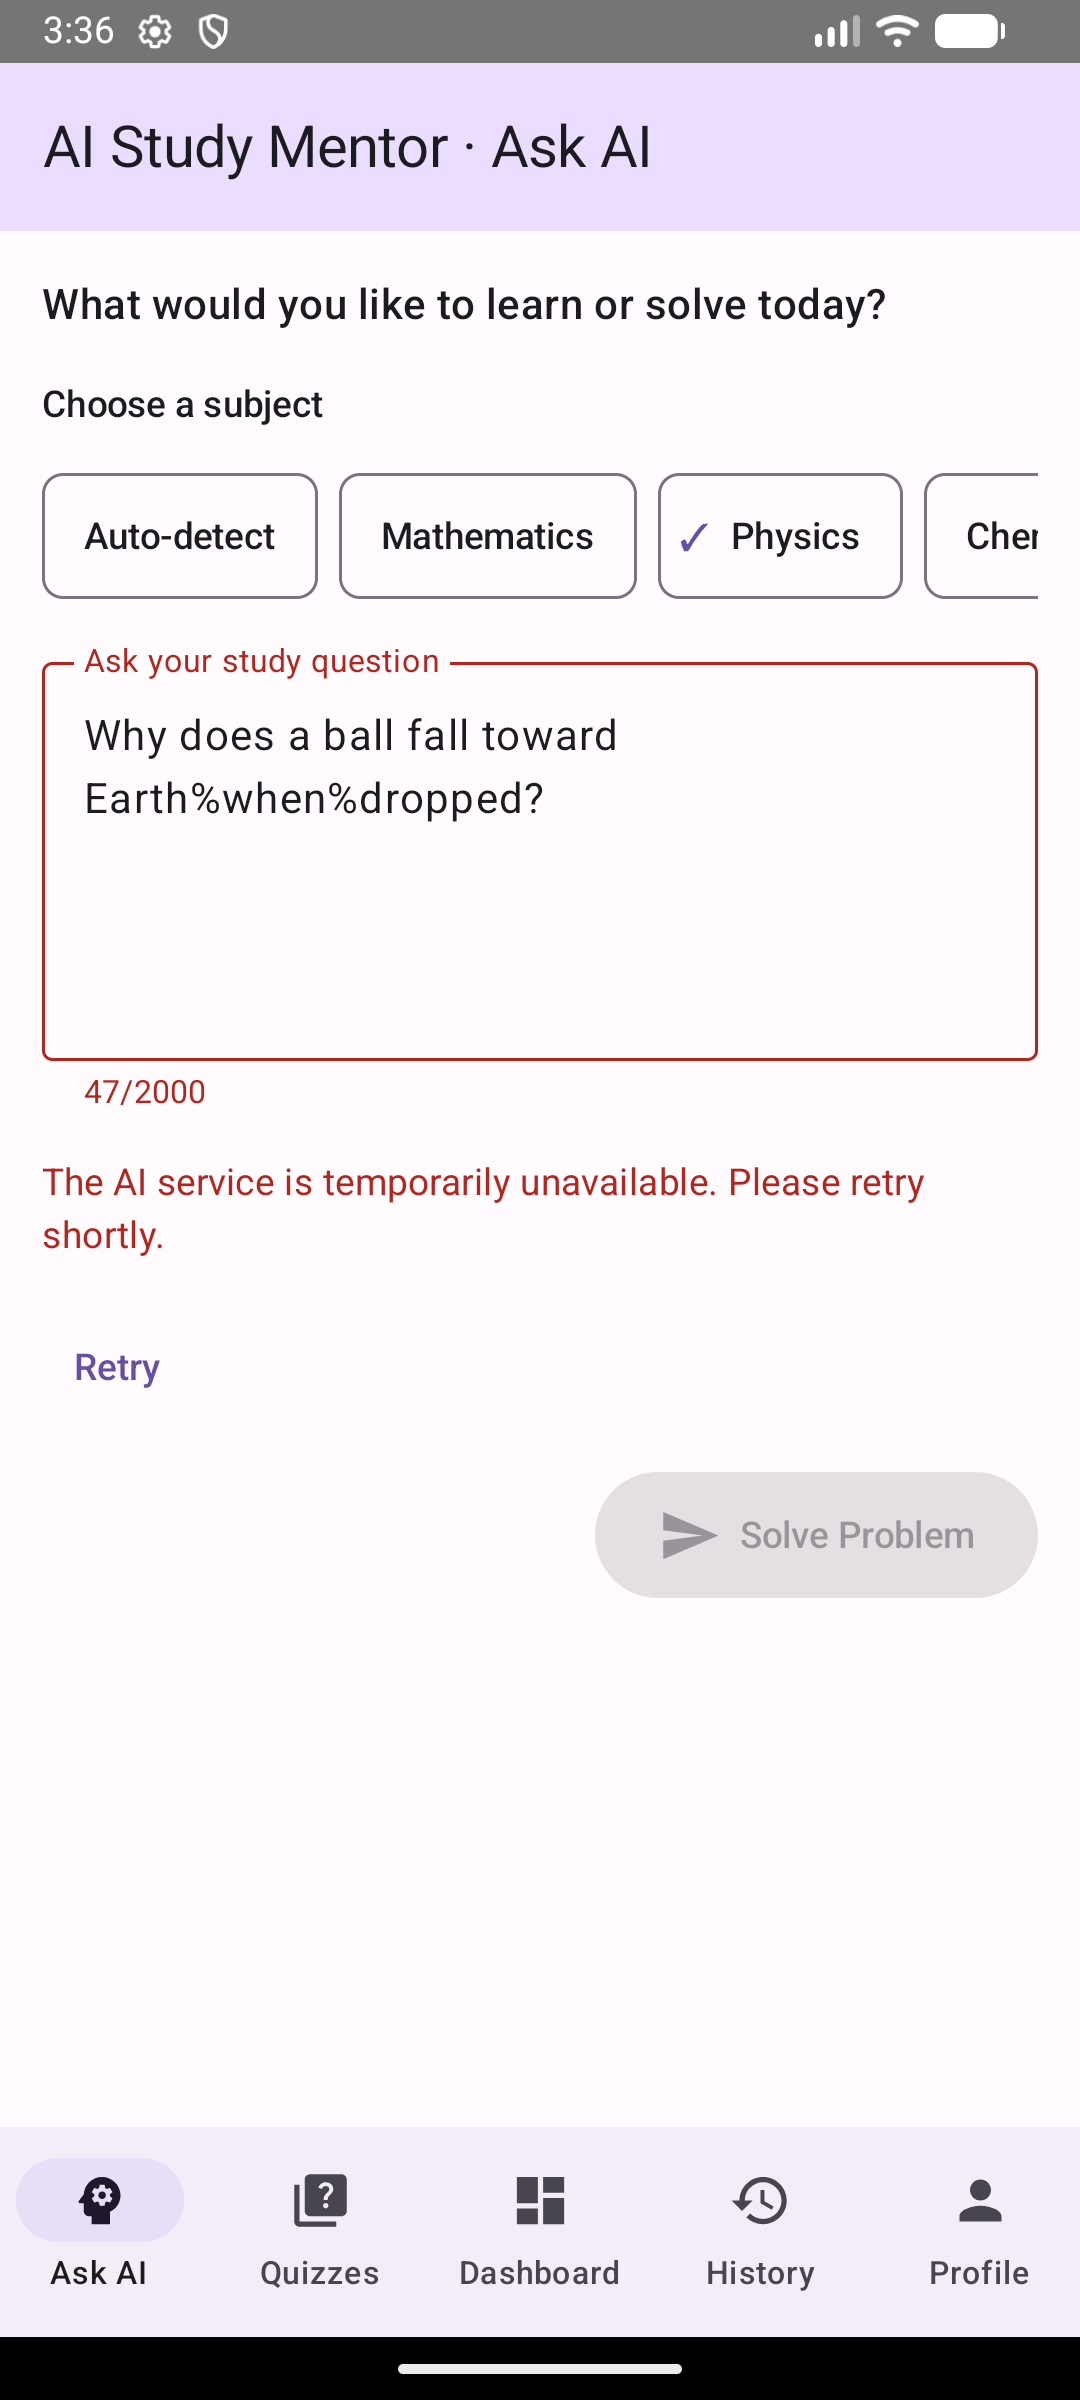 3:36
AI Study Mentor · Ask AI
What would you like to learn or solve today?
Choose a subject
Auto-detect
Mathematics
✓ Physics
Cher
Ask your study question
Why does a ball fall toward
Earth%when%dropped?
47/2000
The AI service is temporarily unavailable. Please retry
shortly.
Retry
Solve Problem
Ask AI
Quizzes
Dashboard
History
Profile